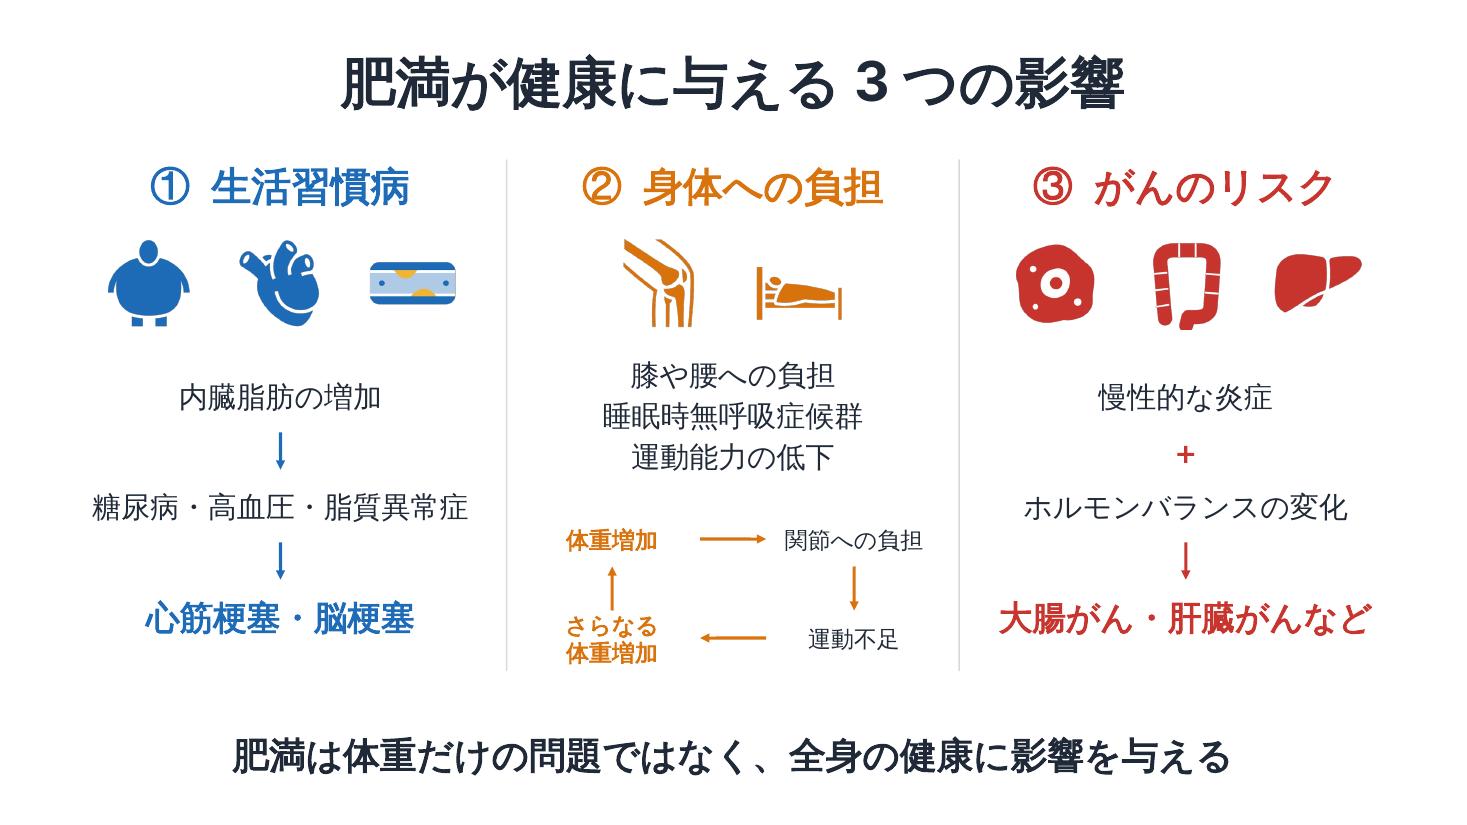 肥満が健康に与える 3 つの影響
① 生活習慣病
内臓脂肪の増加
糖尿病・高血圧・脂質異常症
心筋梗塞・脳梗塞
② 身体への負担
膝や腰への負担
睡眠時無呼吸症候群
運動能力の低下
体重増加
関節への負担
運動不足
さらなる
体重増加
③ がんのリスク
慢性的な炎症
+
ホルモンバランスの変化
大腸がん・肝臓がんなど
肥満は体重だけの問題ではなく、全身の健康に影響を与える